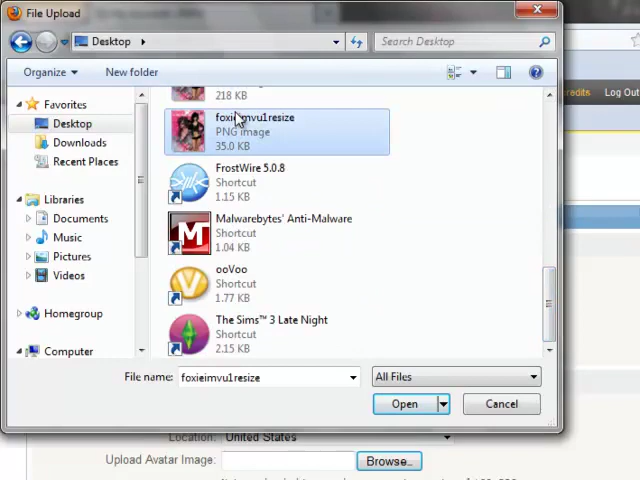 File Upload
Desktop
Search Desktop
Organize
New folder
Log Out
Favorites
Desktop
Downloads
Recent Places
Libraries
Documents
Music
Pictures
Videos
Homegroup
Computer
218 KB
foxieimvu1resize
PNG image
35.0 KB
FrostWire 5.0.8
Shortcut
1.15 KB
Malwarebytes' Anti-Malware
Shortcut
1.04 KB
ooVoo
Shortcut
1.77 KB
The Sims™ 3 Late Night
Shortcut
2.15 KB
File name:
foxieimvu1resize
All Files
Open
Cancel
Location:
United States
Upload Avatar Image:
Browse...